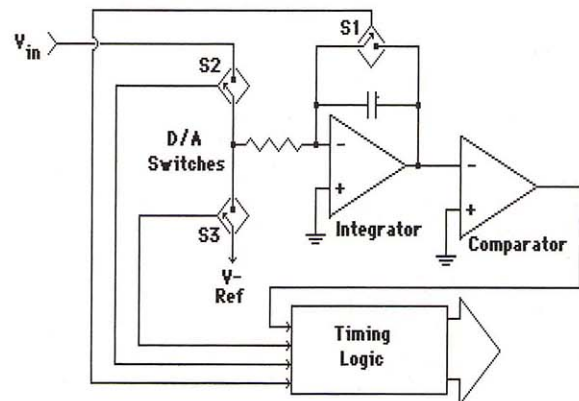 S1
V in
S2
D/A
Switches
-
+
Integrator
-
+
Comparator
S3
V-
Ref
Timing
Logic